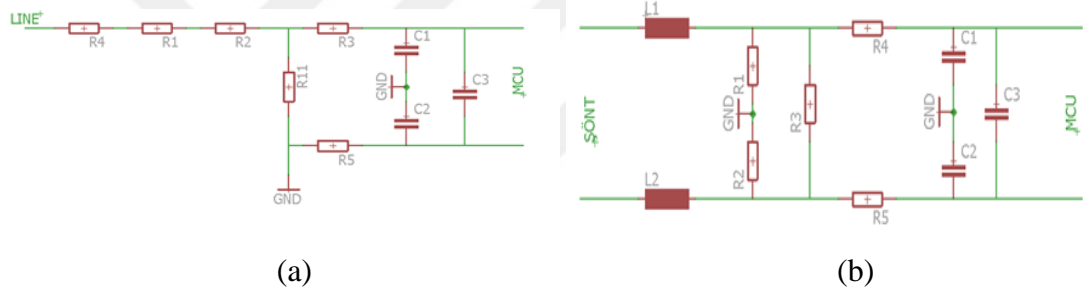 LINE
R4
R1
R2
R3
R11
C1
GND
C2
C3
MCU
R5
GND
(a)
L1
SÖNT
R1
GND
R2
R3
R4
C1
GND
C2
C3
MCU
L2
R5
(b)